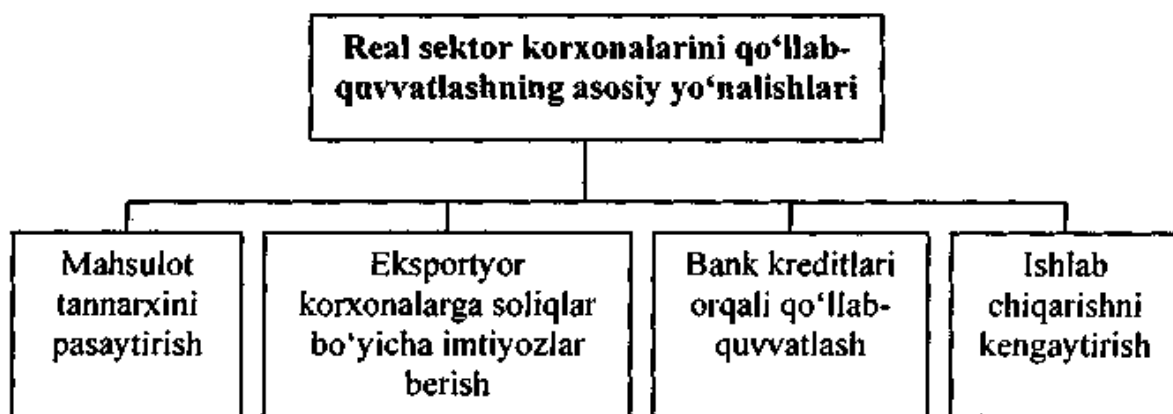 Real sektor korxonalarini qo‘llab-
quvvatlashning asosiy yo‘nalishlari
Mahsulot
tannarxini
pasaytirish
Eksportyor
korxonalarga soliqlar
bo‘yicha imtiyozlar
berish
Bank kreditlari
orqali qo‘llab-
quvvatlash
Ishlab
chiqarishni
kengaytirish